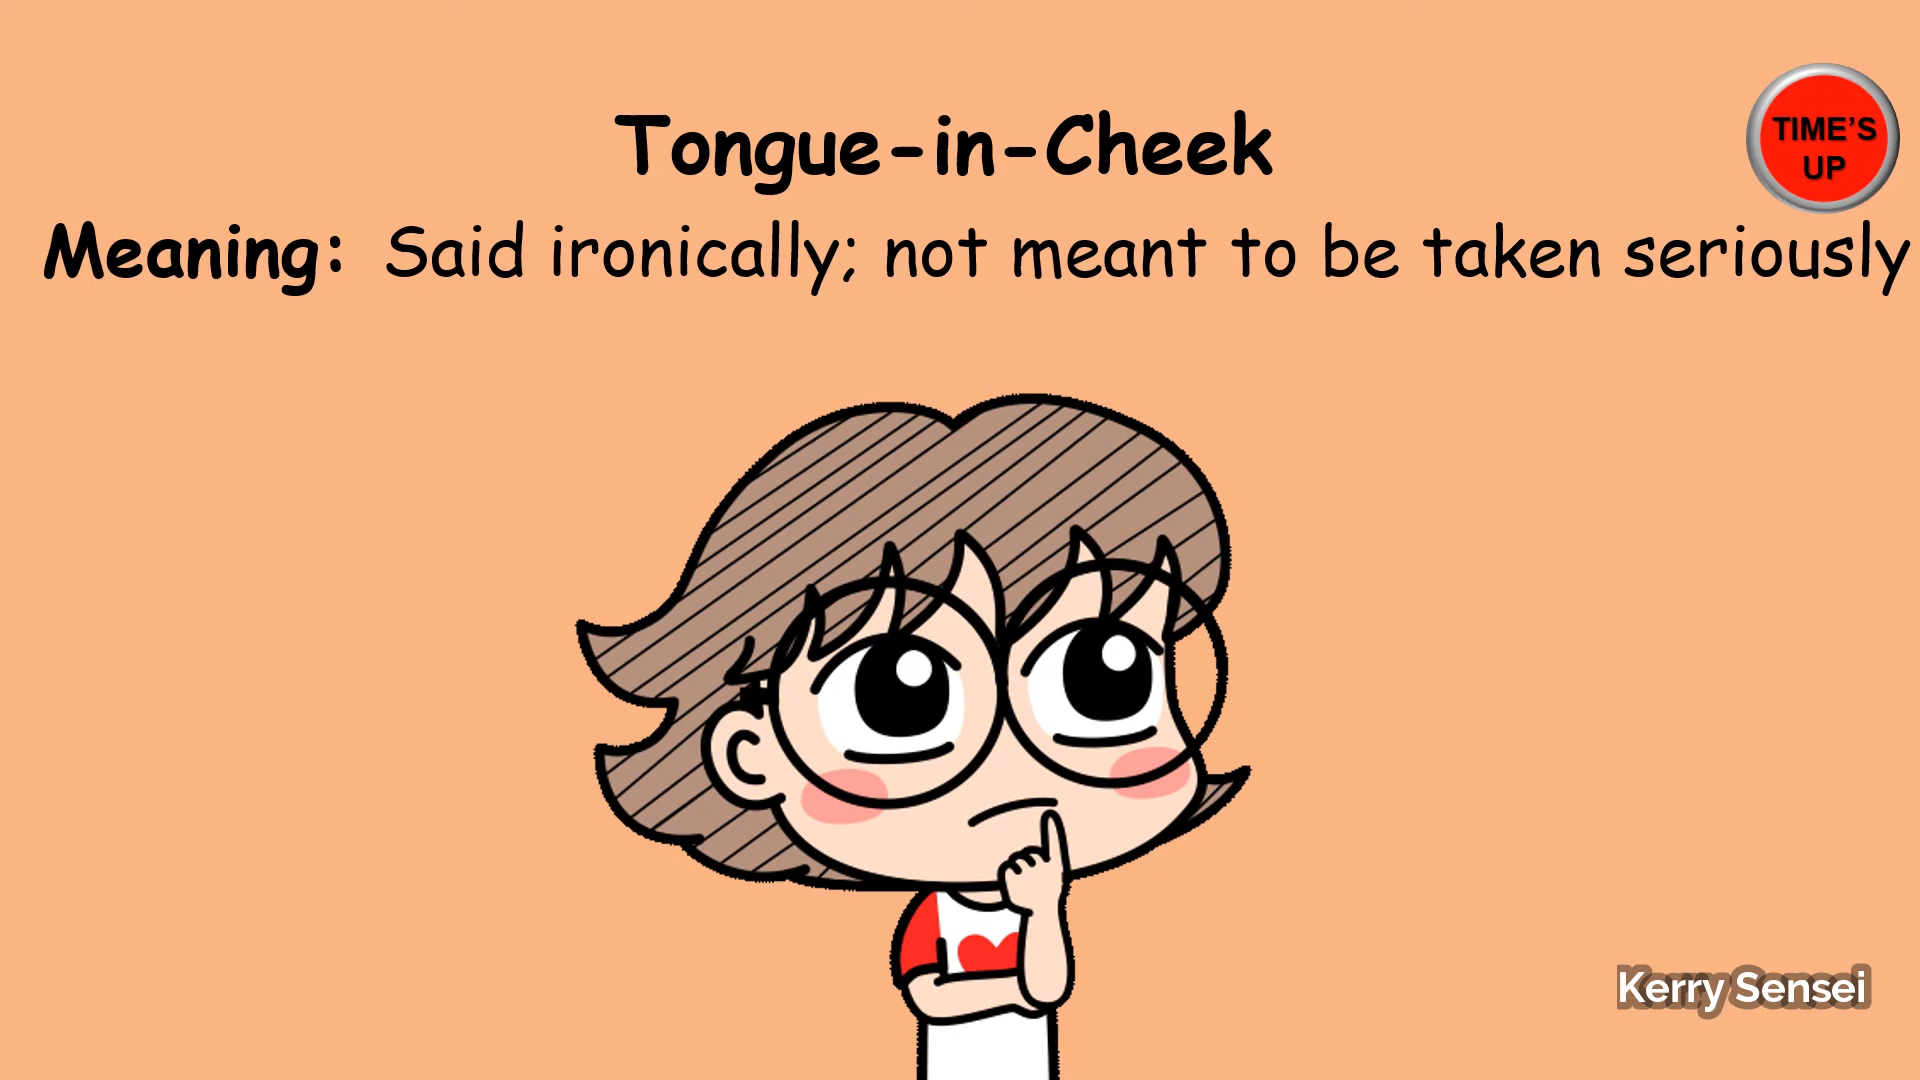 Tongue-in-Cheek
TIME'S
UP
Meaning: Said ironically; not meant to be taken seriously
Kerry Sensei